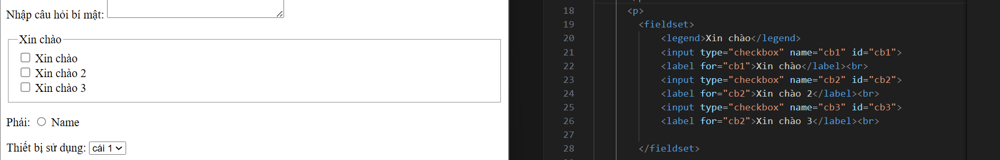 Nhập câu hỏi bí mật:
Xin chào
Xin chào
Xin chào 2
Xin chào 3
Phái: Name
Thiết bị sử dụng: cái 1
18 <p>
19 <fieldset>
20 <legend>Xin chào</legend>
21 <input type="checkbox" name="cb1" id="cb1">
22 <label for="cb1">Xin chào</label><br>
23 <input type="checkbox" name="cb2" id="cb2">
24 <label for="cb2">Xin chào 2</label><br>
25 <input type="checkbox" name="cb3" id="cb3">
26 <label for="cb2">Xin chào 3</label><br>
27
28 </fieldset>